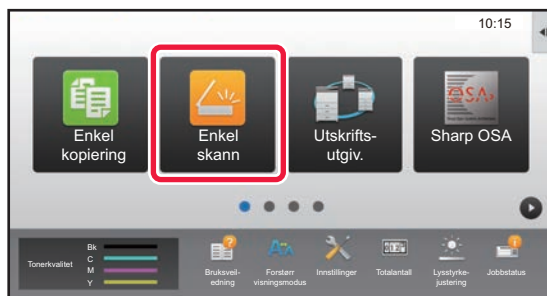 10:15
Enkel
kopiering
Enkel
skann
Utskrifts-
utgiv.
OSA
Sharp OSA
Tonerkvalitet
Bk
C
M
Y
Bruksveil-
edning
Forstørr
visningsmodus
Innstillinger
Totalantall
Lysstyrke-
justering
Jobbstatus